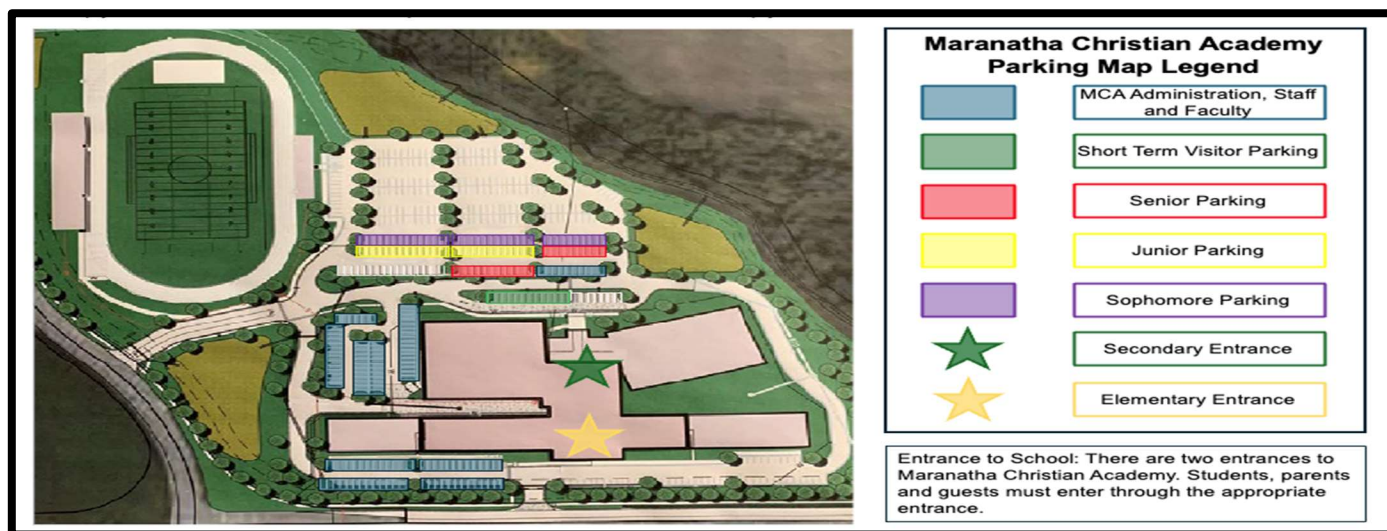 Maranatha Christian Academy
Parking Map Legend
MCA Administration, Staff
and Faculty
Short Term Visitor Parking
Senior Parking
Junior Parking
Sophomore Parking
Secondary Entrance
Elementary Entrance
Entrance to School: There are two entrances to
Maranatha Christian Academy. Students, parents
and guests must enter through the appropriate
entrance.